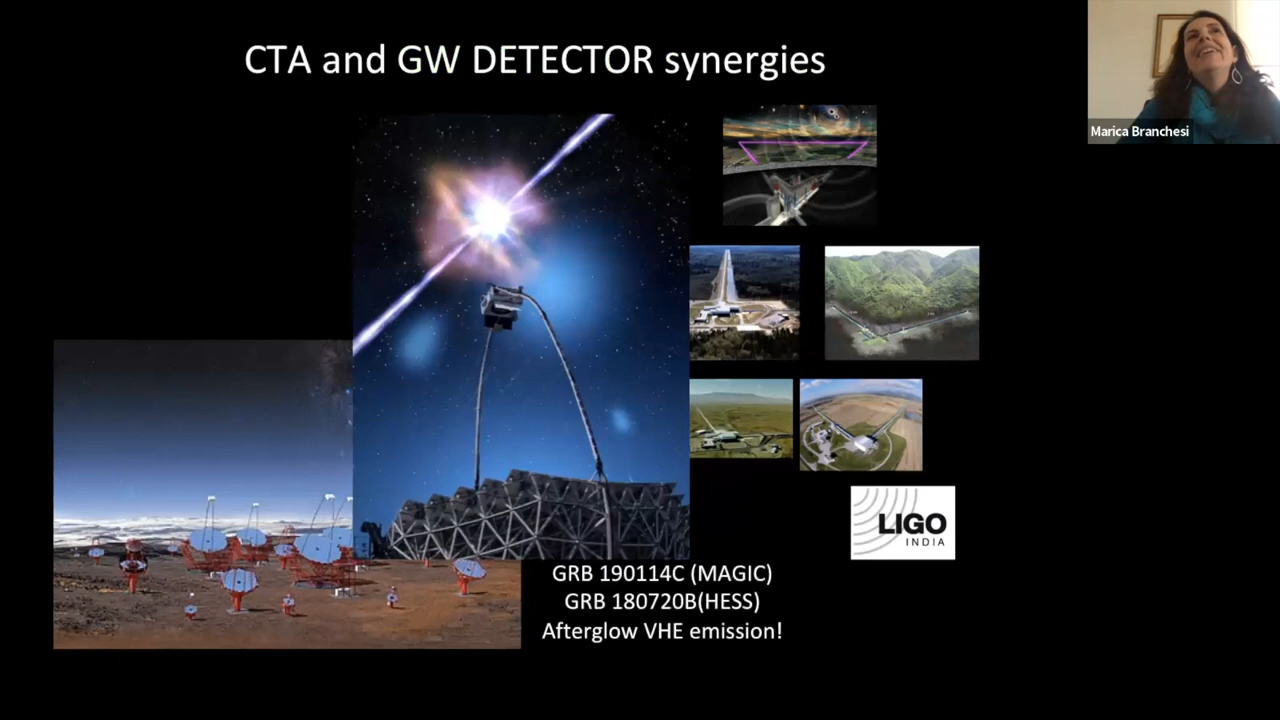 CTA and GW DETECTOR synergies
Marica Branchesi
LIGO
INDIA
GRB 190114C (MAGIC)
GRB 180720B(HESS)
Afterglow VHE emission!